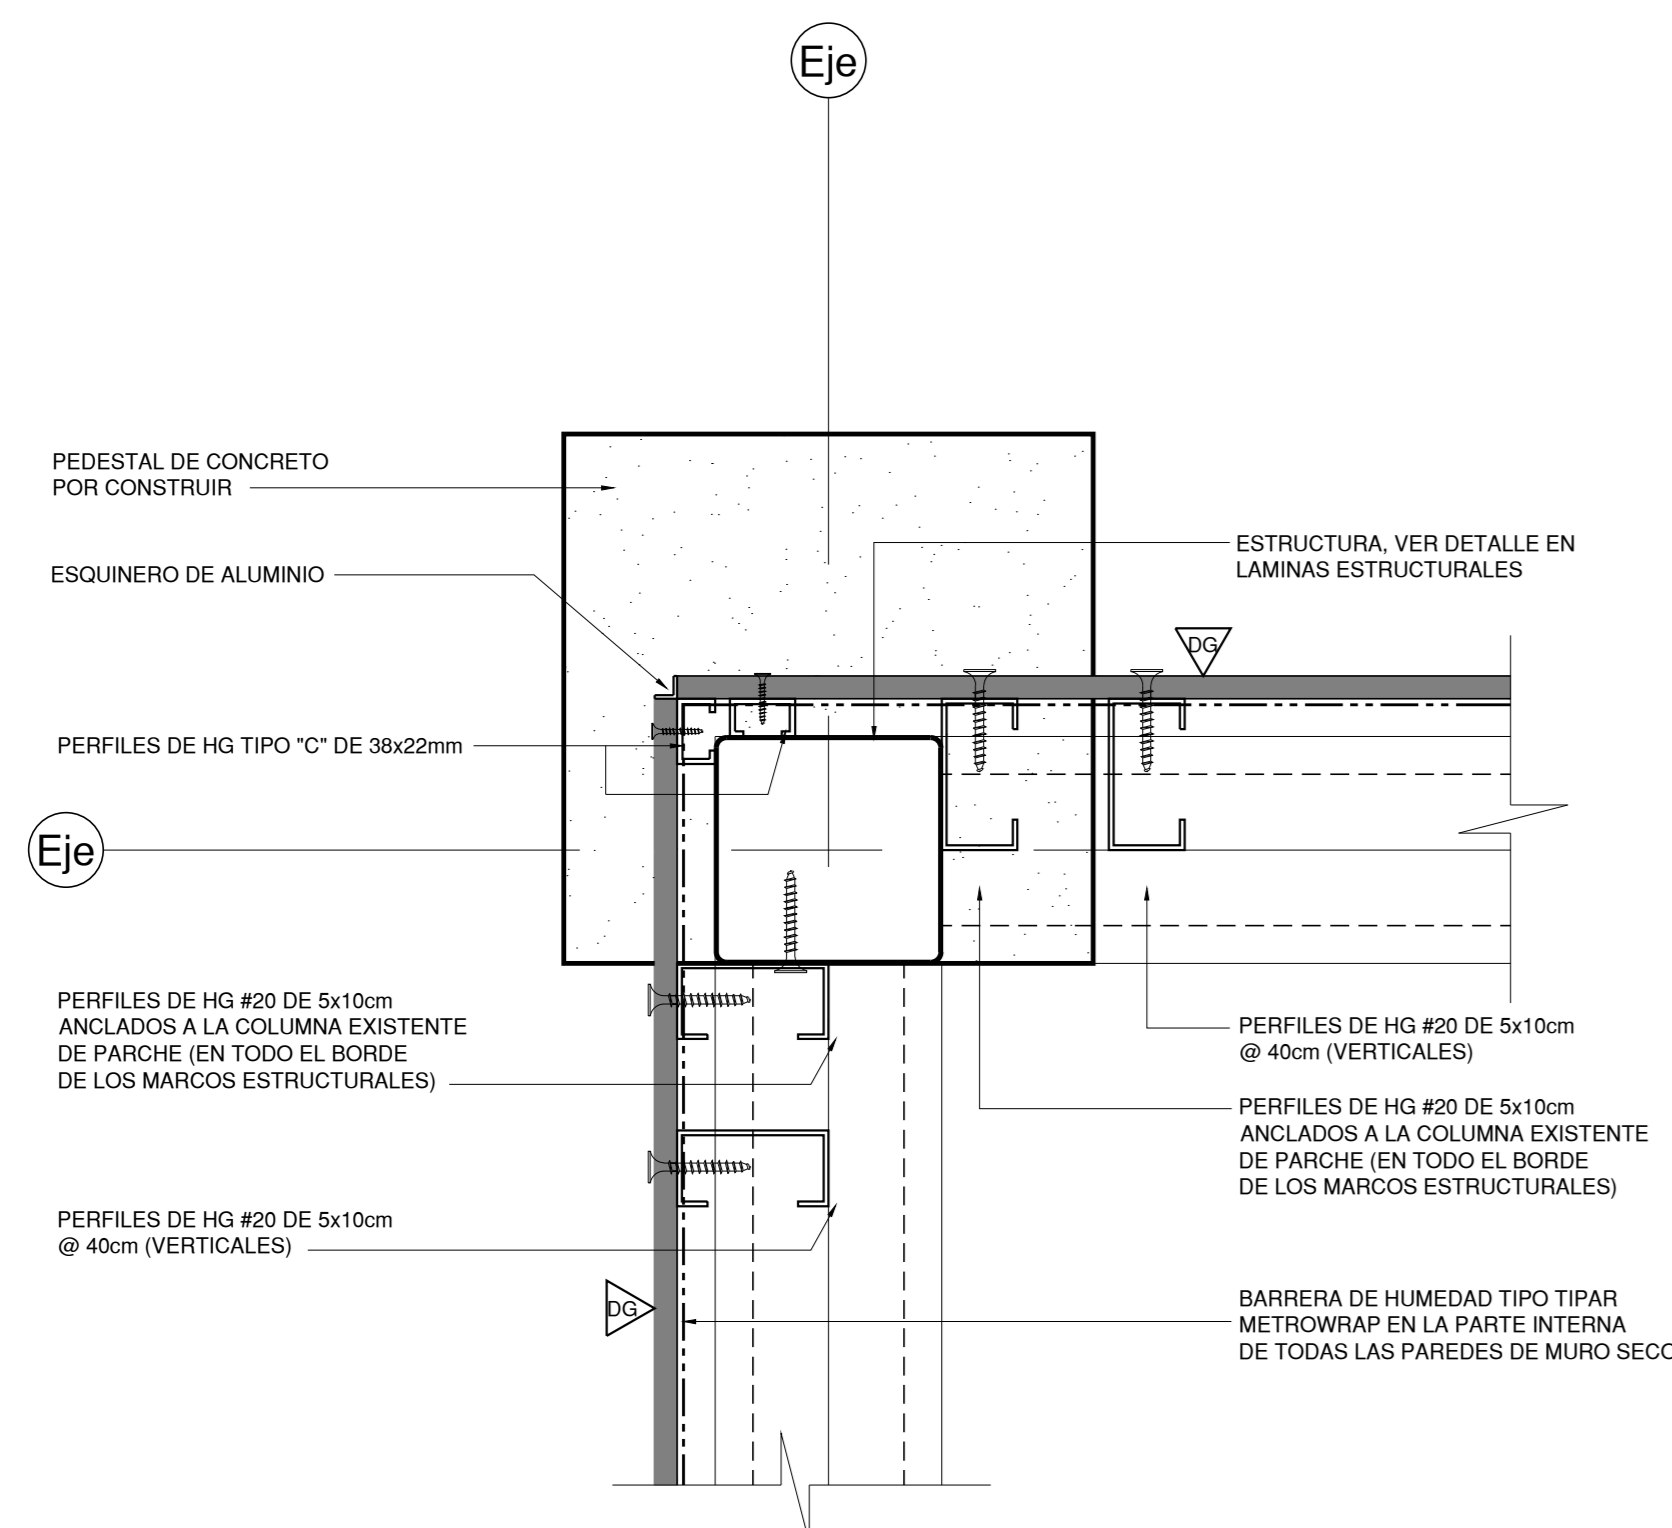 Eje
PEDESTAL DE CONCRETO
POR CONSTRUIR
ESTRUCTURA, VER DETALLE EN
LAMINAS ESTRUCTURALES
ESQUINERO DE ALUMINIO
DG
PERFILES DE HG TIPO "C" DE 38x22mm
Eje
PERFILES DE HG #20 DE 5x10cm
ANCLADOS A LA COLUMNA EXISTENTE
DE PARCHE (EN TODO EL BORDE
DE LOS MARCOS ESTRUCTURALES)
PERFILES DE HG #20 DE 5x10cm
@ 40cm (VERTICALES)
PERFILES DE HG #20 DE 5x10cm
ANCLADOS A LA COLUMNA EXISTENTE
DE PARCHE (EN TODO EL BORDE
DE LOS MARCOS ESTRUCTURALES)
PERFILES DE HG #20 DE 5x10cm
@ 40cm (VERTICALES)
DG
BARRERA DE HUMEDAD TIPO TIPAR
METROWRAP EN LA PARTE INTERNA
DE TODAS LAS PAREDES DE MURO SECO